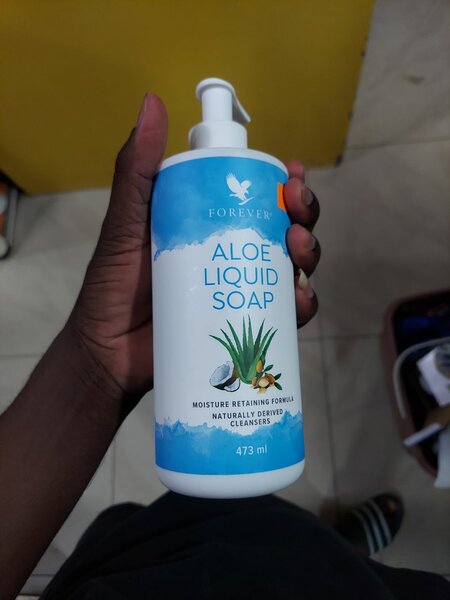 FOREVER®
ALOE
LIQUID
SOAP
MOISTURE RETAINING FORMULA
NATURALLY DERIVED
CLEANSERS
473 ml